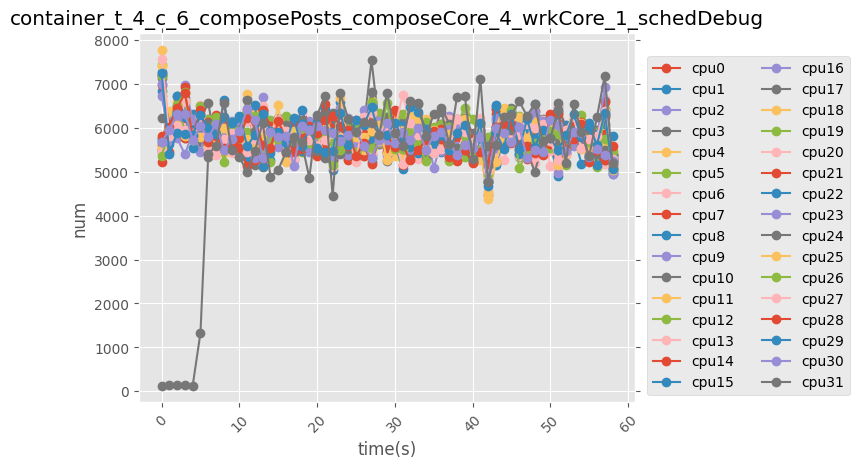 container_t_4_c_6_composePosts_composeCore_4_wrkCore_1_schedDebug
8000
7000
6000
5000
4000
3000
2000
1000
0
num
0 10 20 30 40 50 60
time(s)
cpu0 cpu16
cpu1 cpu17
cpu2 cpu18
cpu3 cpu19
cpu4 cpu20
cpu5 cpu21
cpu6 cpu22
cpu7 cpu23
cpu8 cpu24
cpu9 cpu25
cpu10 cpu26
cpu11 cpu27
cpu12 cpu28
cpu13 cpu29
cpu14 cpu30
cpu15 cpu31